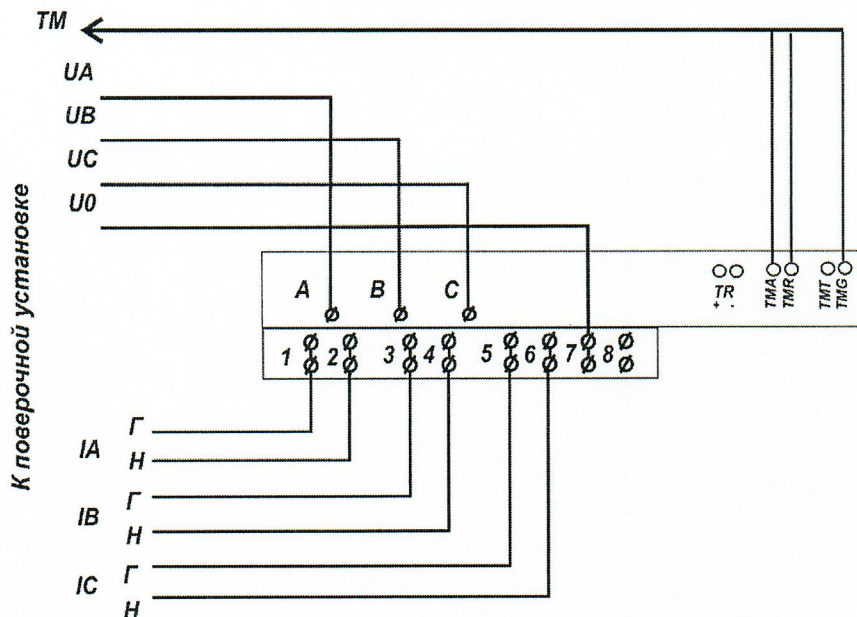 TM
UA
UB
UC
U0
К поверочной установке
A B C
TR
+ -
TMA
TMR
TMT
TMG
1 2 3 4 5 6 7 8
IA Г
Н
IB Г
Н
IC Г
Н